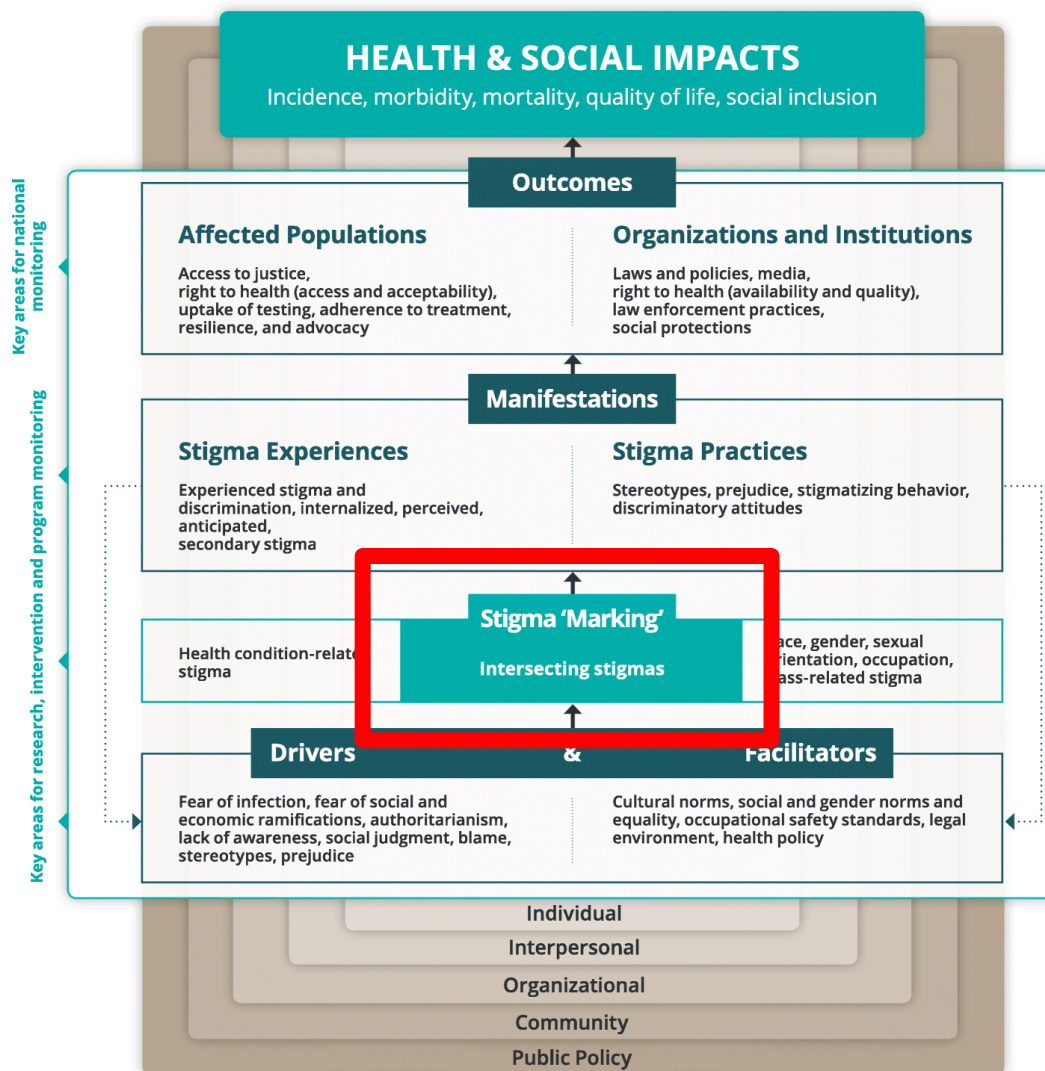 HEALTH & SOCIAL IMPACTS
Incidence, morbidity, mortality, quality of life, social inclusion
Outcomes
Key areas for national
monitoring
Affected Populations
Access to justice,
right to health (access and acceptability),
uptake of testing, adherence to treatment,
resilience, and advocacy
Organizations and Institutions
Laws and policies, media,
right to health (availability and quality),
law enforcement practices,
social protections
Manifestations
Key areas for research, intervention and program monitoring
Stigma Experiences
Experienced stigma and
discrimination, internalized, perceived,
anticipated,
secondary stigma
Stigma Practices
Stereotypes, prejudice, stigmatizing behavior,
discriminatory attitudes
Stigma ‘Marking’
Intersecting stigmas
Health condition-relate
stigma
ace, gender, sexual
rientation, occupation,
ass-related stigma
Drivers & Facilitators
Fear of infection, fear of social and
economic ramifications, authoritarianism,
lack of awareness, social judgment, blame,
stereotypes, prejudice
Cultural norms, social and gender norms and
equality, occupational safety standards, legal
environment, health policy
Individual
Interpersonal
Organizational
Community
Public Policy